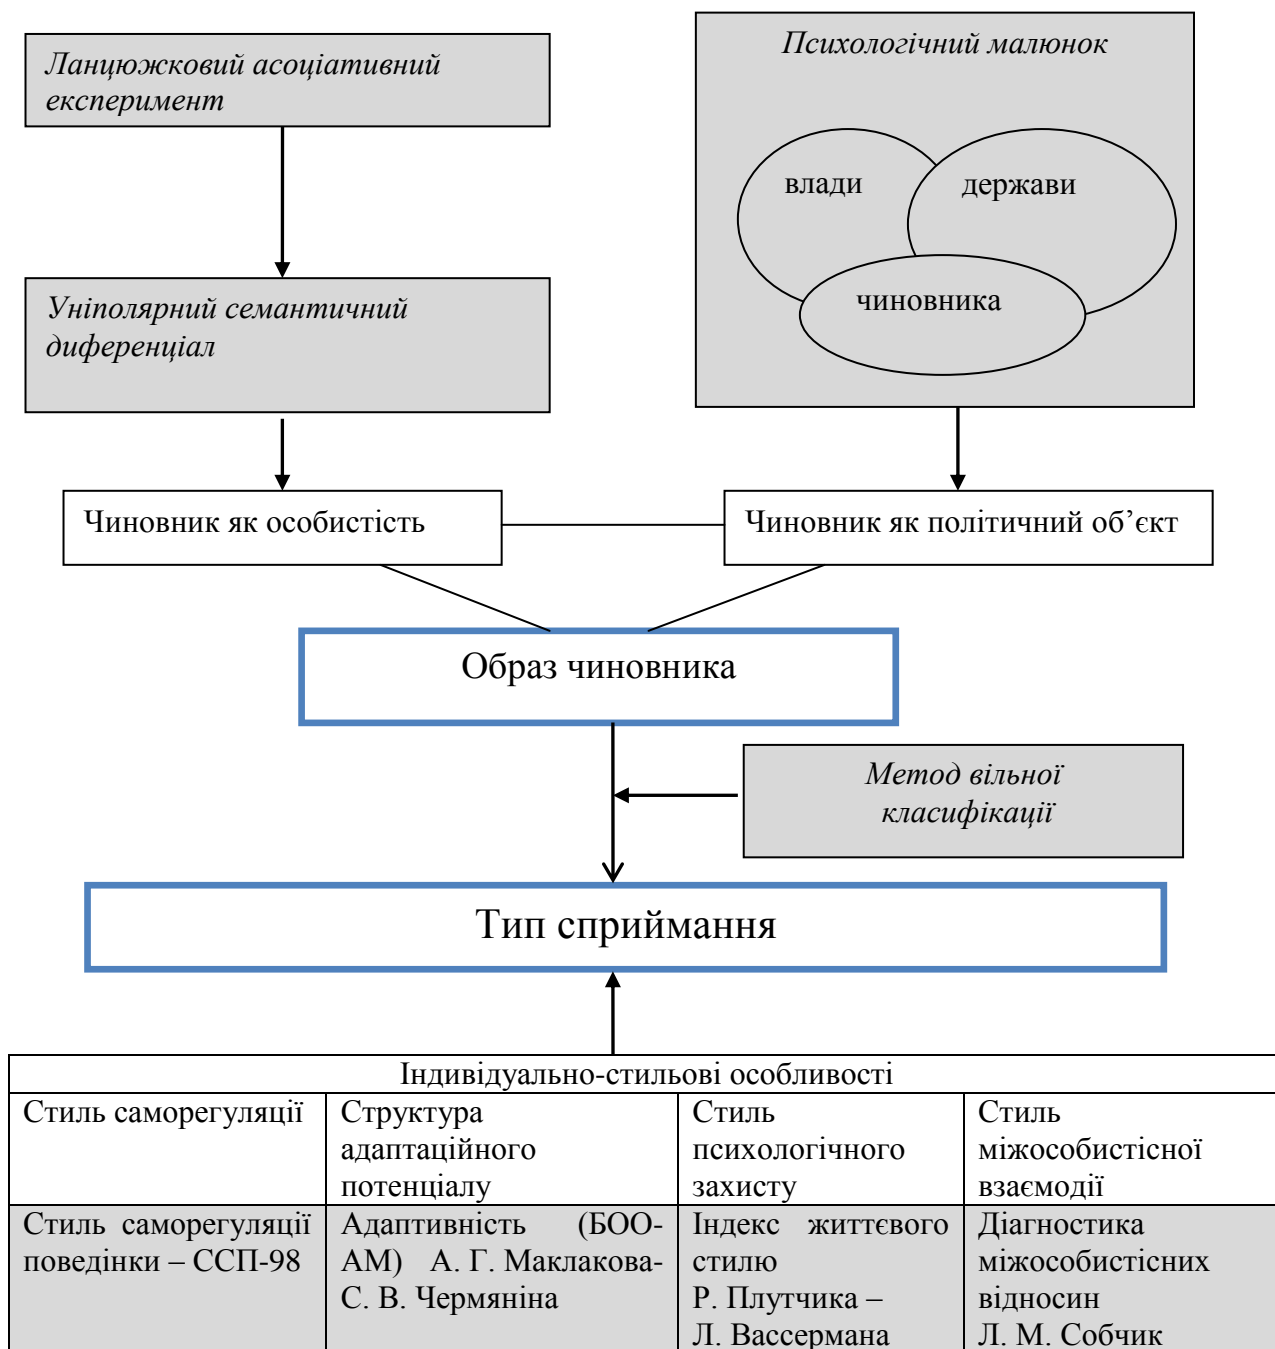 Ланцюжковий асоціативний
експеримент
Психологічний малюнок
влади
держави
чиновника
Уніполярний семантичний
диференціал
Чиновник як особистість
Чиновник як політичний об’єкт
Образ чиновника
Метод вільної
класифікації
Тип сприймання
Індивідуально-стильові особливості
Стиль саморегуляції
Структура
адаптаційного
потенціалу
Стиль
психологічного
захисту
Стиль
міжособистісної
взаємодії
Стиль саморегуляції
поведінки – ССП-98
Адаптивність (БОО-
АМ) А. Г. Маклакова-
С. В. Чермяніна
Індекс життєвого
стилю
Р. Плутчика –
Л. Вассермана
Діагностика
міжособистісних
відносин
Л. М. Собчик